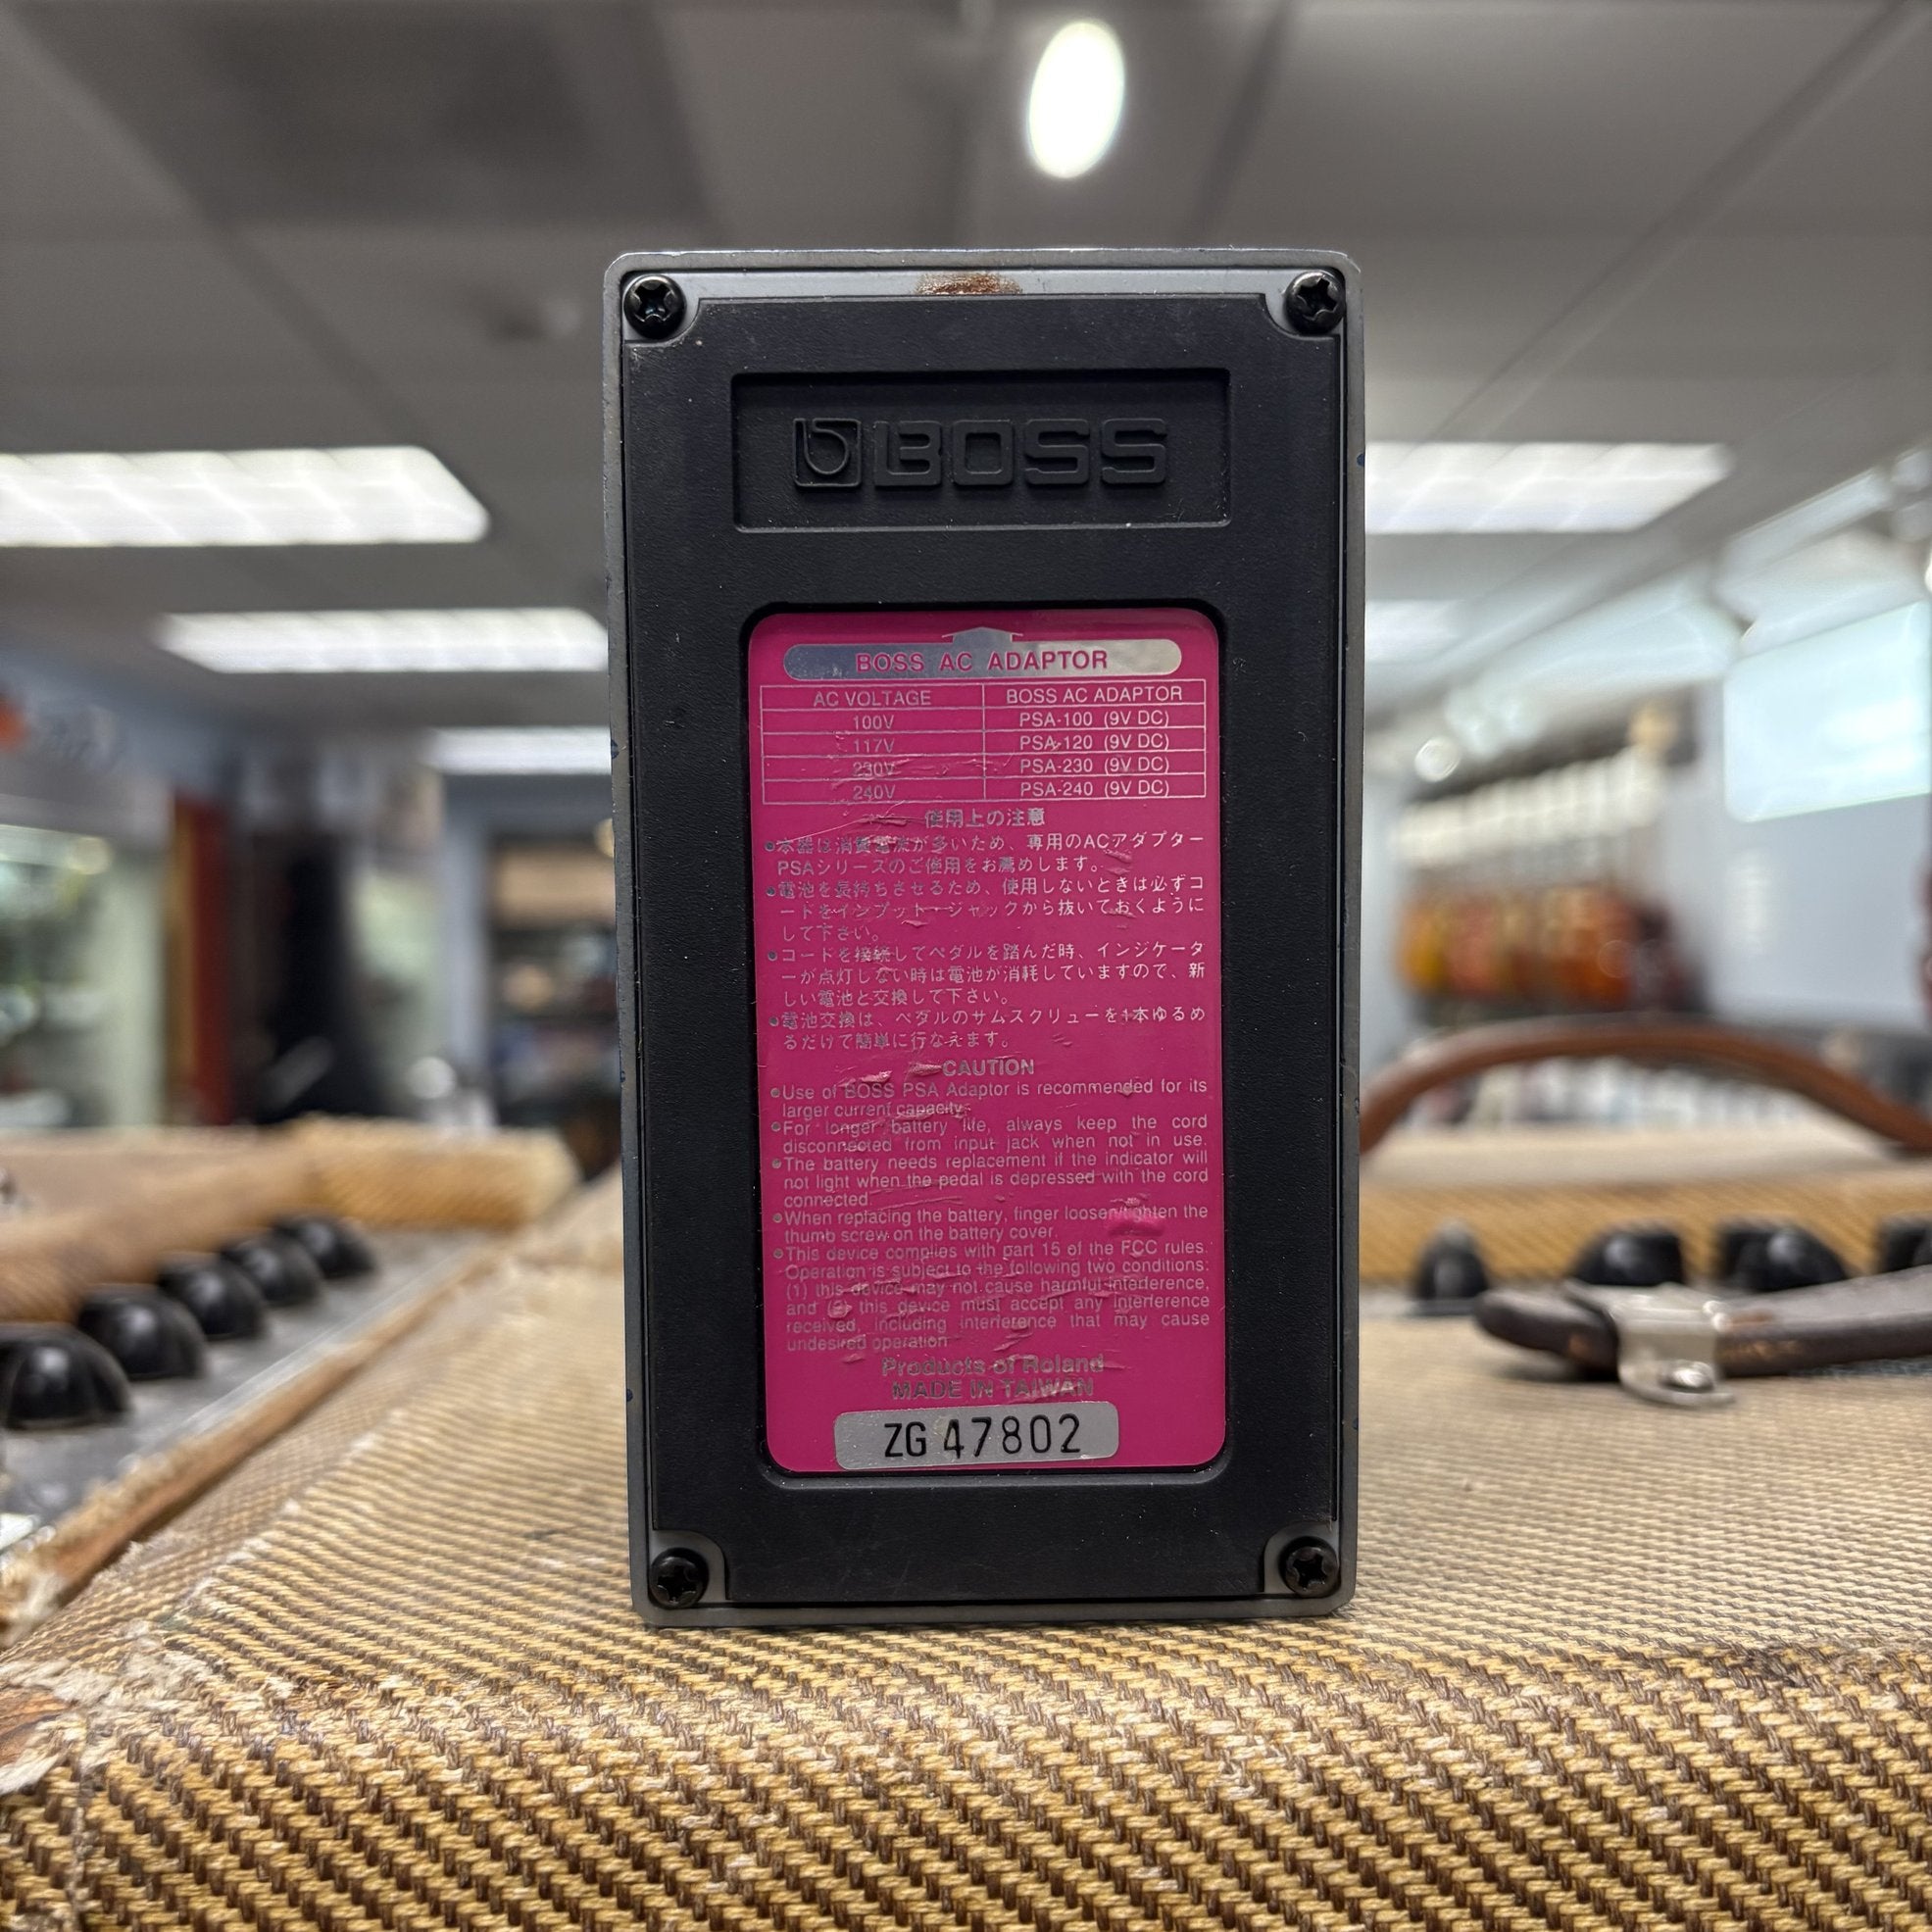 BOSS
BOSS AC ADAPTOR
AC VOLTAGE BOSS AC ADAPTOR
100V PSA-100 (9V DC)
117V PSA-120 (9V DC)
230V PSA-230 (9V DC)
240V PSA-240 (9V DC)
使用上の注意
●本器は消費電流が多いため、専用のACアダプター
PSAシリーズのご使用をお薦めします。
●電池を長持ちさせるため、使用しないときは必ずコ
ードをインプット・ジャックから抜いておくように
して下さい。
●コードを接続してペダルを踏んだ時、インジケータ
ーが点灯しない時は電池が消耗していますので、新
しい電池と交換して下さい。
●電池交換は、ペダルのサムスクリューを1本ゆるめ
るだけで簡単に行なえます。
CAUTION
●Use of BOSS PSA Adaptor is recommended for its
larger current capacity.
●For longer battery life, always keep the cord
disconnected from input jack when not in use.
●The battery needs replacement if the indicator will
not light when the pedal is depressed with the cord
connected.
●When replacing the battery, finger loosen/tighten the
thumb screw on the battery cover.
●This device complies with part 15 of the FCC rules.
Operation is subject to the following two conditions:
(1) this device may not cause harmful interference,
and (2) this device must accept any interference
received, including interference that may cause
undesired operation.
Products of Roland
MADE IN TAIWAN
ZG 47802